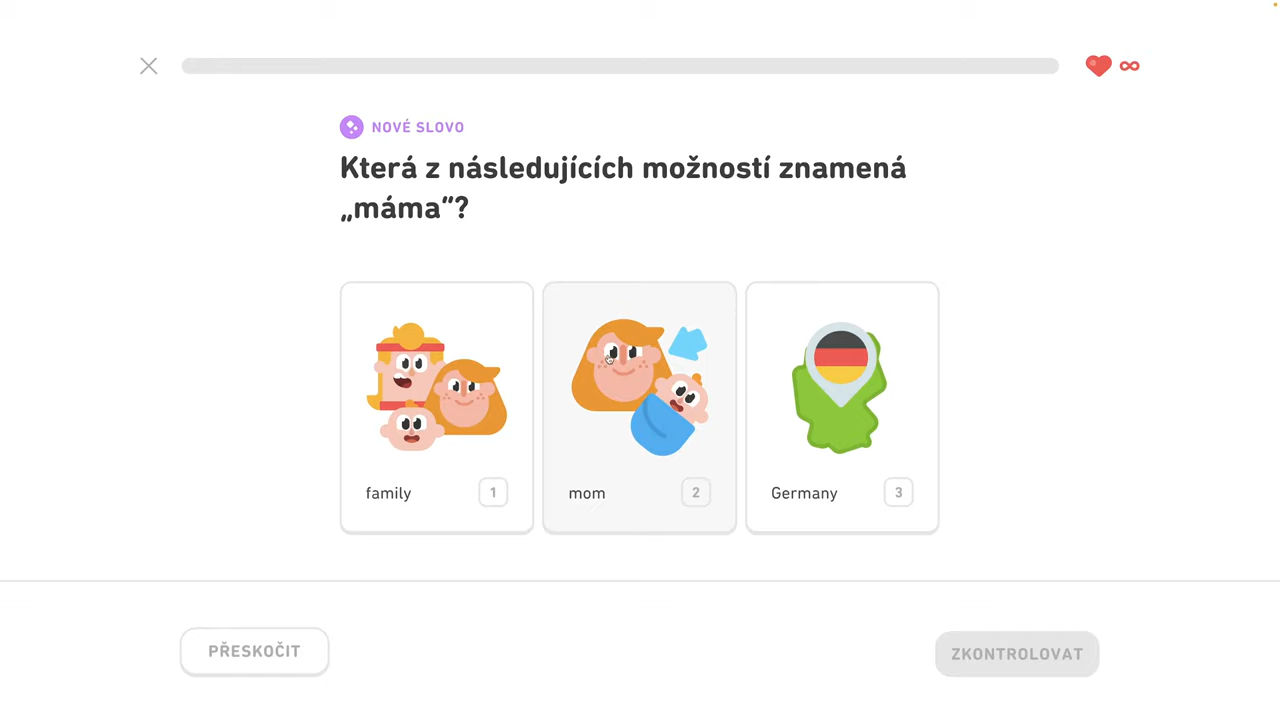 NOVÉ SLOVO
Která z následujících možností znamená
„máma”?
family 1
mom 2
Germany 3
PŘESKOČIT
ZKONTROLOVAT